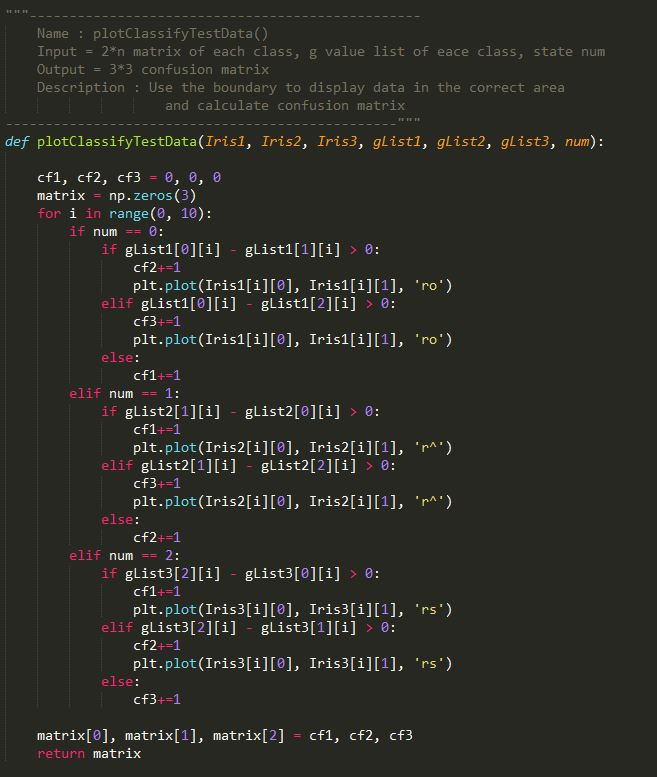 """-------------------------------------------------
    Name : plotClassifyTestData()
    Input = 2*n matrix of each class, g value list of eace class, state num
    Output = 3*3 confusion matrix
    Description : Use the boundary to display data in the correct area
                    and calculate confusion matrix
-------------------------------------------------"""
def plotClassifyTestData(Iris1, Iris2, Iris3, gList1, gList2, gList3, num):
    cf1, cf2, cf3 = 0, 0, 0
    matrix = np.zeros(3)
    for i in range(0, 10):
        if num == 0:
            if gList1[0][i] - gList1[1][i] > 0:
                cf2+=1
                plt.plot(Iris1[i][0], Iris1[i][1], 'ro')
            elif gList1[0][i] - gList1[2][i] > 0:
                cf3+=1
                plt.plot(Iris1[i][0], Iris1[i][1], 'ro')
            else:
                cf1+=1
        elif num == 1:
            if gList2[1][i] - gList2[0][i] > 0:
                cf1+=1
                plt.plot(Iris2[i][0], Iris2[i][1], 'r^')
            elif gList2[1][i] - gList2[2][i] > 0:
                cf3+=1
                plt.plot(Iris2[i][0], Iris2[i][1], 'r^')
            else:
                cf2+=1
        elif num == 2:
            if gList3[2][i] - gList3[0][i] > 0:
                cf1+=1
                plt.plot(Iris3[i][0], Iris3[i][1], 'rs')
            elif gList3[2][i] - gList3[1][i] > 0:
                cf2+=1
                plt.plot(Iris3[i][0], Iris3[i][1], 'rs')
            else:
                cf3+=1
    matrix[0], matrix[1], matrix[2] = cf1, cf2, cf3
    return matrix